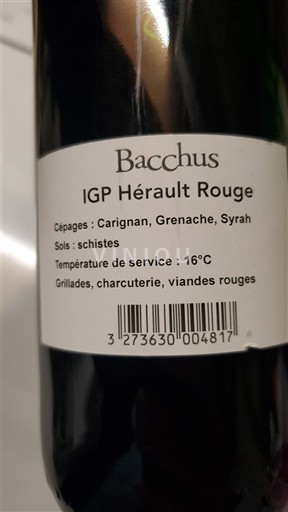 Bacchus
IGP Hérault Rouge
Cépages : Carignan, Grenache, Syrah
Sols : schistes
VINIOU
Température de service : 16°C
Grillades, charcuterie, viandes rouges
3 273630 004817